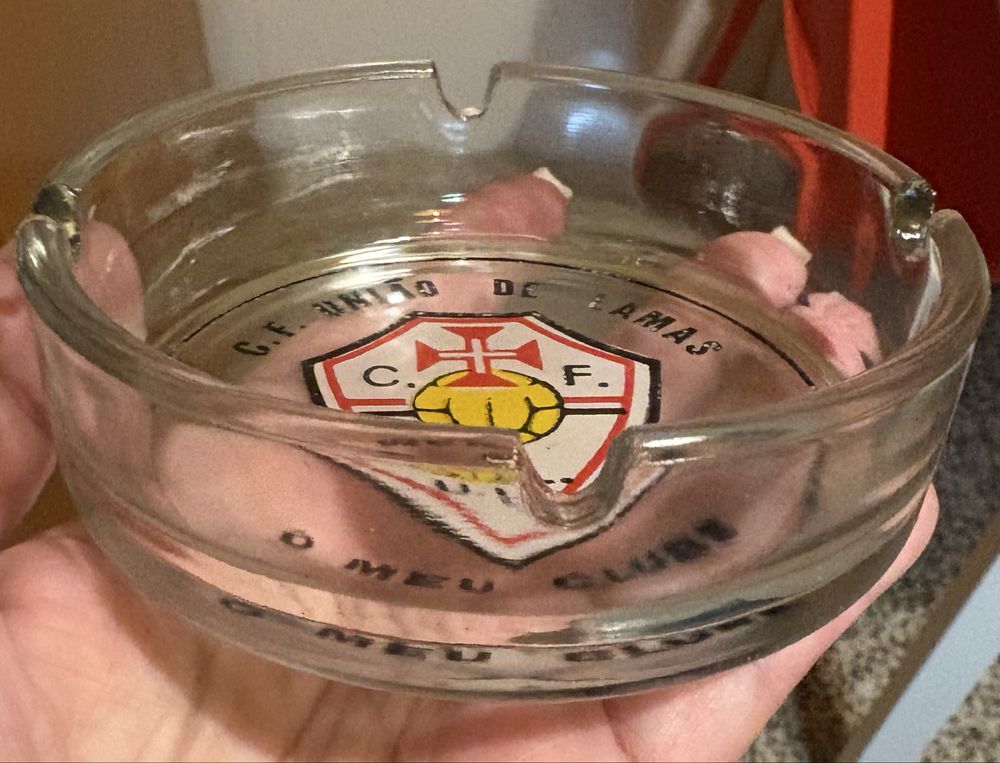 C.F. UNIÃO DE LAMAS
C. F.
O MEU CLUBE